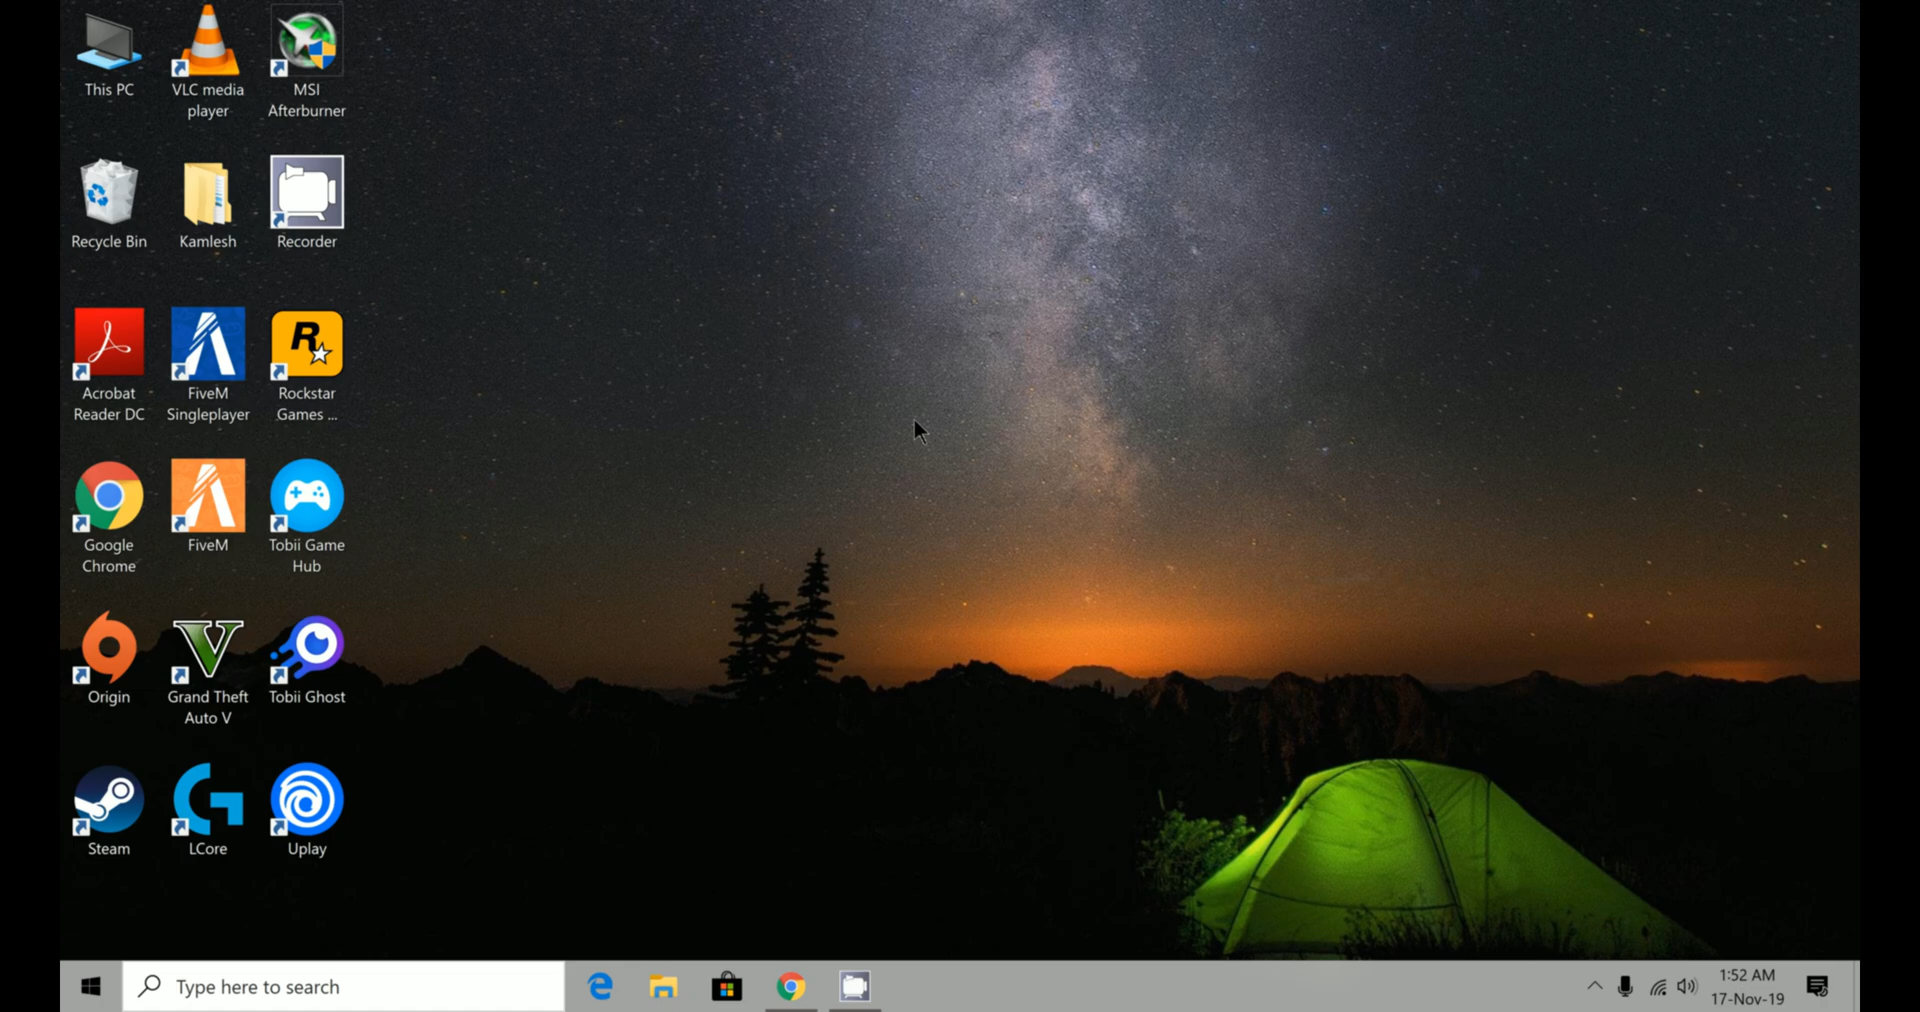 This PC
VLC media
player
MSI
Afterburner
Recycle Bin
Kamlesh
Recorder
Acrobat
Reader DC
FiveM
Singleplayer
R
Rockstar
Games ...
Google
Chrome
FiveM
Tobii Game
Hub
Origin
V
Grand Theft
Auto V
Tobii Ghost
Steam
LCore
Uplay
Type here to search
1:52 AM
17-Nov-19